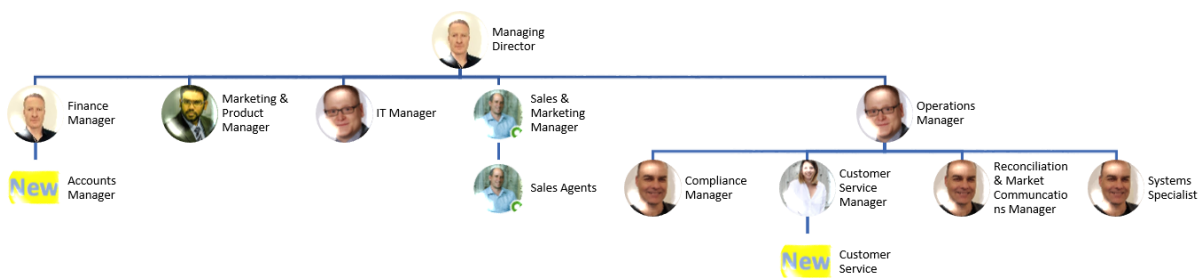 Managing
Director
Finance
Manager
Marketing &
Product
Manager
IT Manager
Sales &
Marketing
Manager
Operations
Manager
New
Accounts
Manager
Sales Agents
Compliance
Manager
Customer
Service
Manager
Reconciliation
& Market
Communcatio
ns Manager
Systems
Specialist
New
Customer
Service